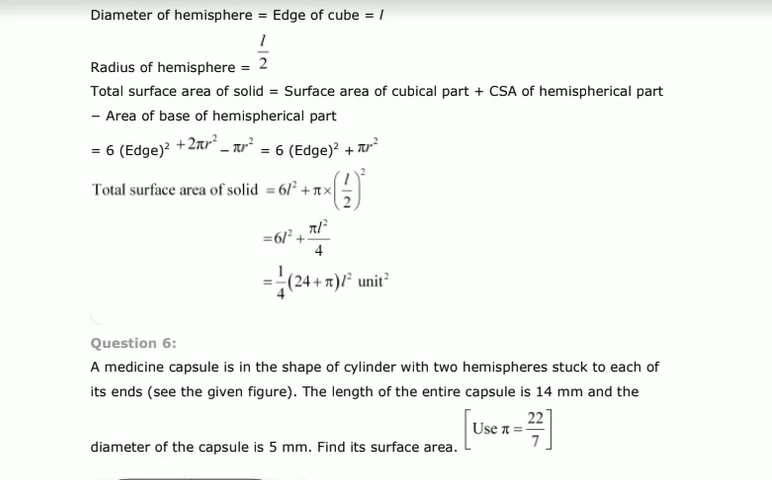 Diameter of hemisphere = Edge of cube = l
Radius of hemisphere = l/2
Total surface area of solid = Surface area of cubical part + CSA of hemispherical part
− Area of base of hemispherical part
= 6 (Edge)² + 2πr² − πr² = 6 (Edge)² + πr²
Total surface area of solid = 6l² + π × (l/2)²
= 6l² + πl²/4
= 1/4 (24 + π) l² unit²
Question 6:
A medicine capsule is in the shape of cylinder with two hemispheres stuck to each of
its ends (see the given figure). The length of the entire capsule is 14 mm and the
diameter of the capsule is 5 mm. Find its surface area. [Use π = 22/7]